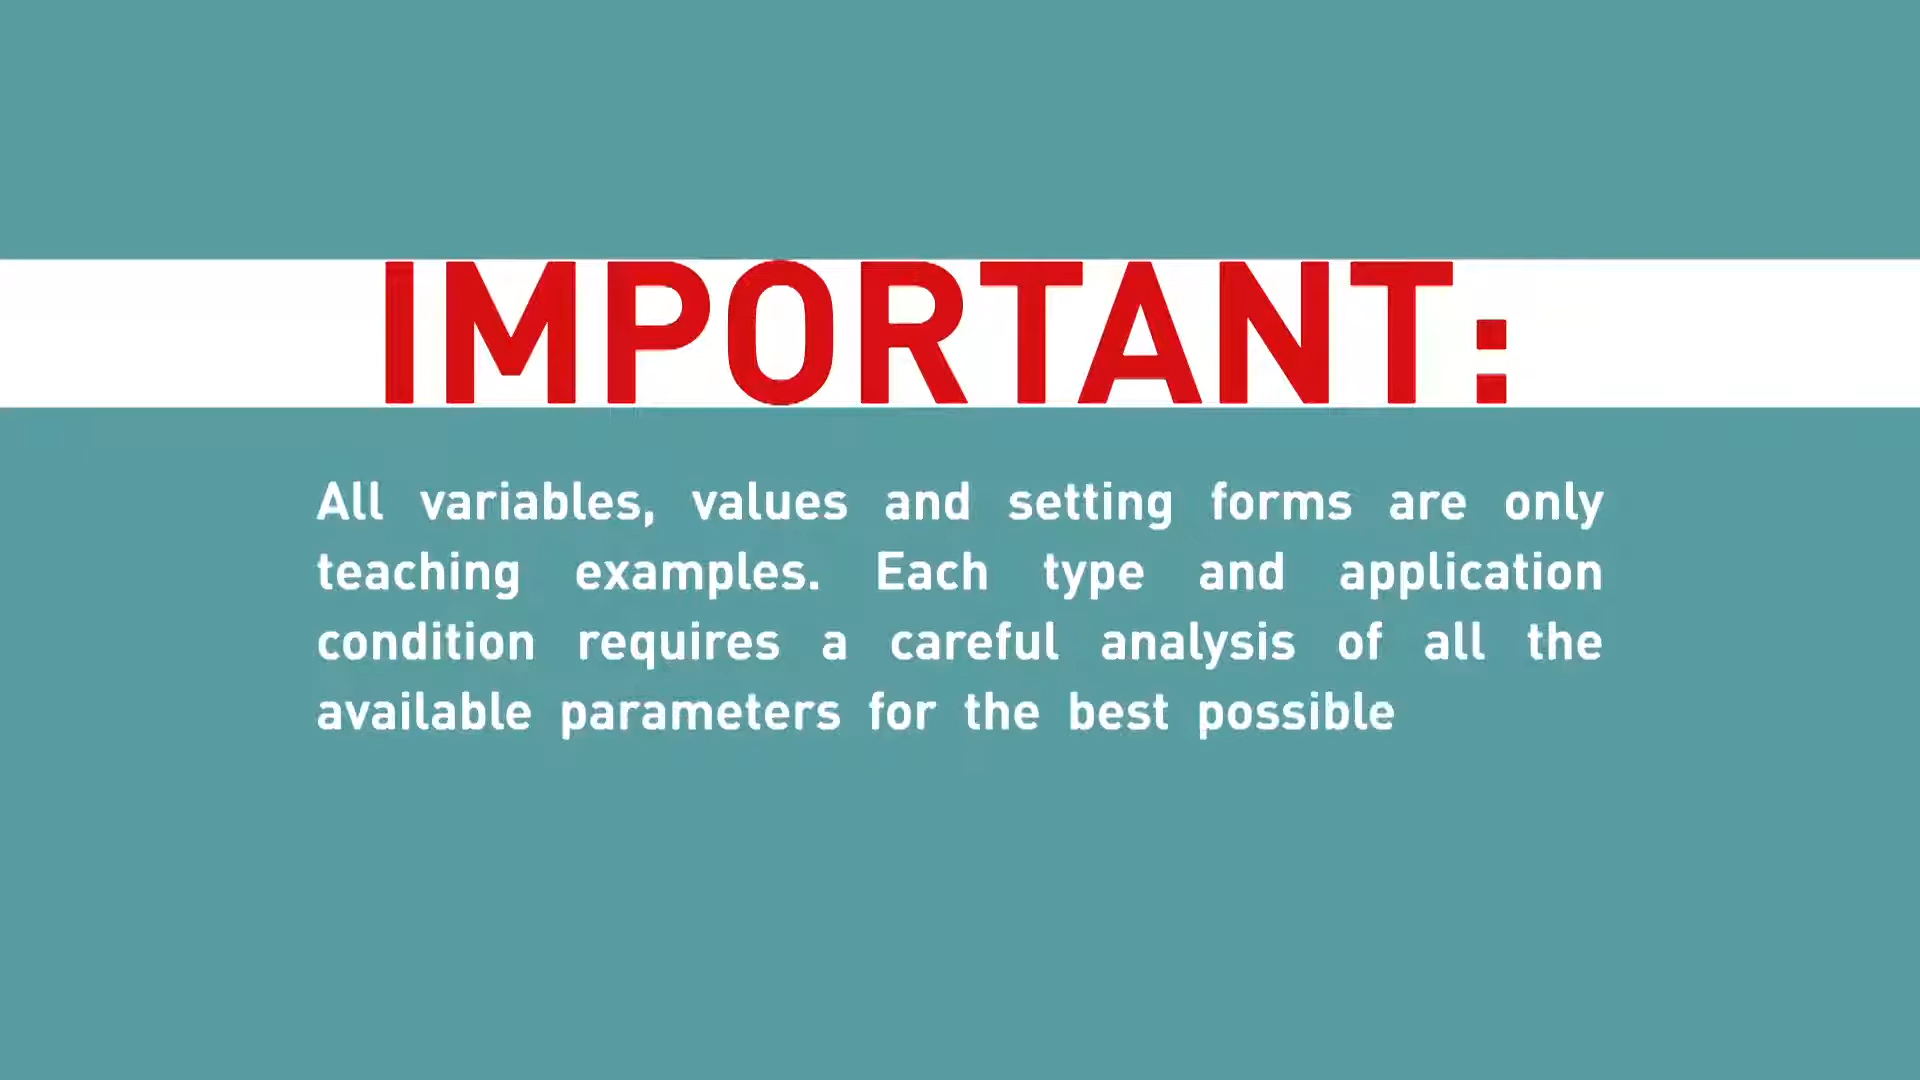 IMPORTANT:
All variables, values and setting forms are only
teaching examples. Each type and application
condition requires a careful analysis of all the
available parameters for the best possible